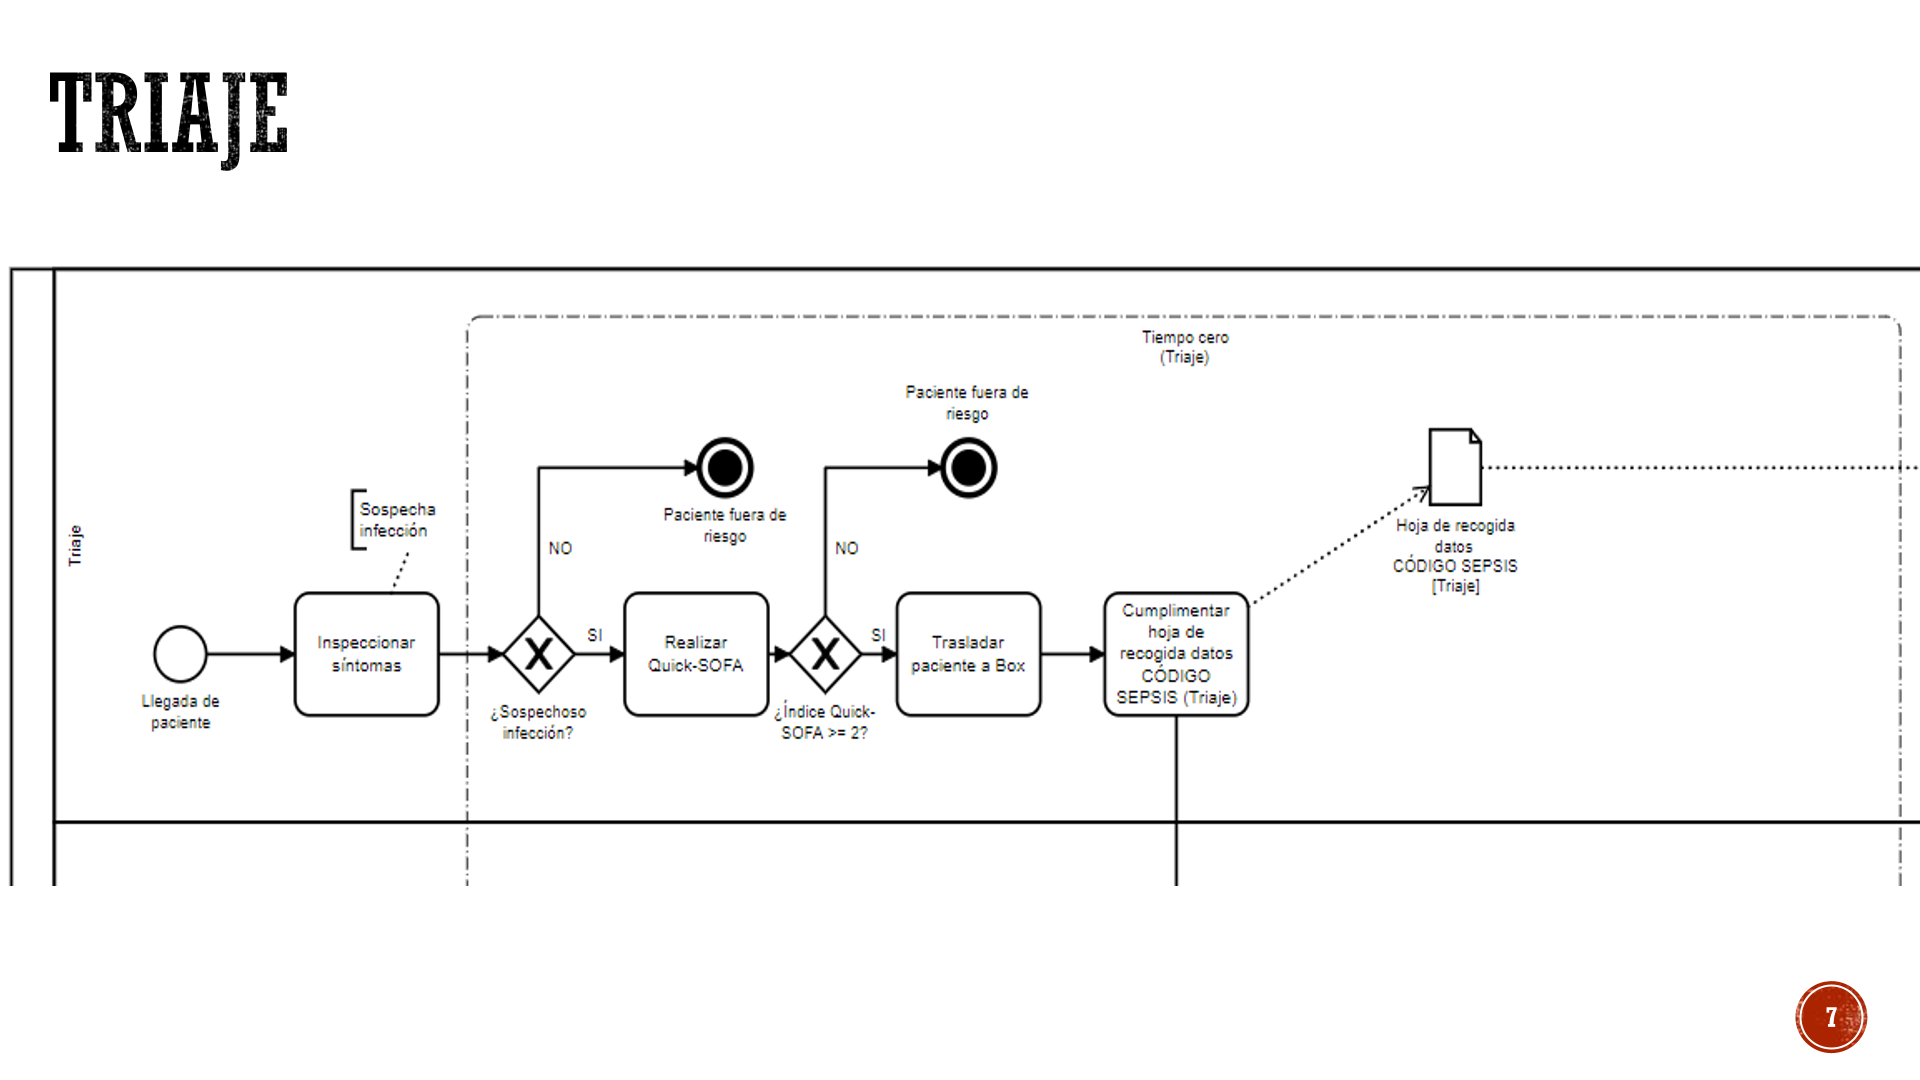 TRIAJE
Tiempo cero
(Triaje)
Paciente fuera de
riesgo
Sospecha
infección
Paciente fuera de
riesgo
NO
NO
Hoja de recogida
datos
CÓDIGO SEPSIS
[Triaje]
Triaje
Llegada de
paciente
Inspeccionar
síntomas
¿Sospechoso
infección?
SI
Realizar
Quick-SOFA
¿Índice Quick-
SOFA >= 2?
SI
Trasladar
paciente a Box
Cumplimentar
hoja de
recogida datos
CÓDIGO
SEPSIS (Triaje)
7